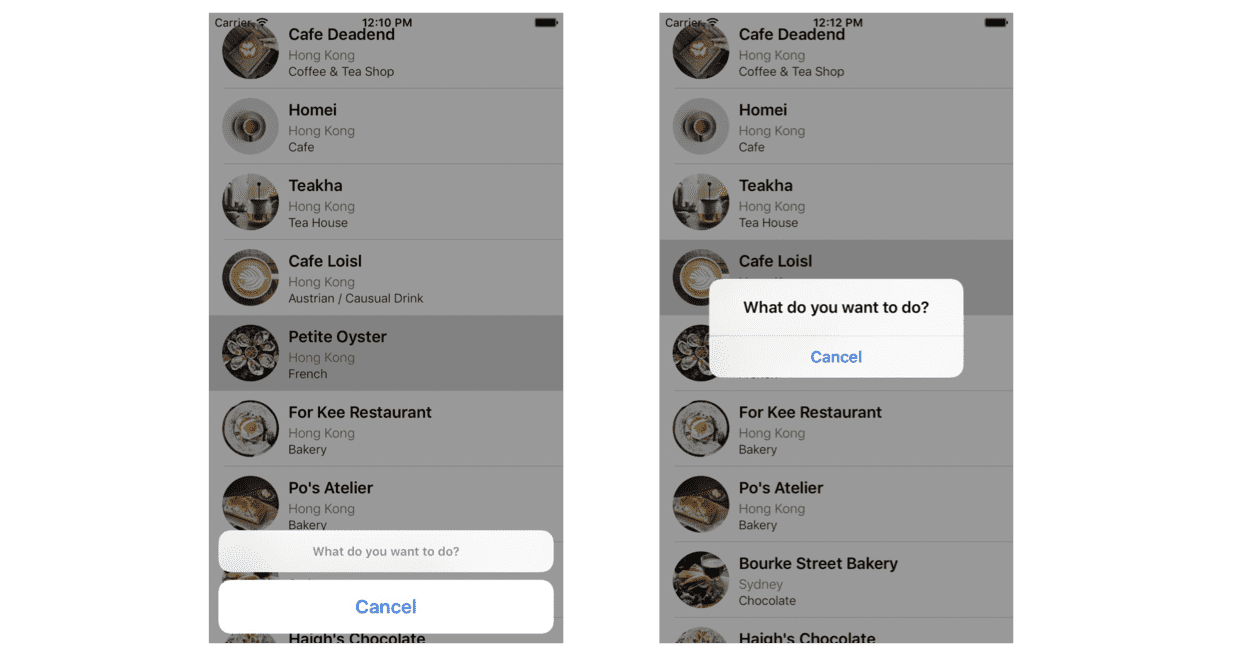 Carrier
12:10 PM
Cafe Deadend
Hong Kong
Coffee & Tea Shop
Homei
Hong Kong
Cafe
Teakha
Hong Kong
Tea House
Cafe Loisl
Hong Kong
Austrian / Causual Drink
Petite Oyster
Hong Kong
French
For Kee Restaurant
Hong Kong
Bakery
Po's Atelier
Hong Kong
Bakery
What do you want to do?
Cancel
Haigh's Chocolate
Carrier
12:12 PM
Cafe Deadend
Hong Kong
Coffee & Tea Shop
Homei
Hong Kong
Cafe
Teakha
Hong Kong
Tea House
Cafe Loisl
What do you want to do?
Cancel
For Kee Restaurant
Hong Kong
Bakery
Po's Atelier
Hong Kong
Bakery
Bourke Street Bakery
Sydney
Chocolate
Haigh's Chocolate